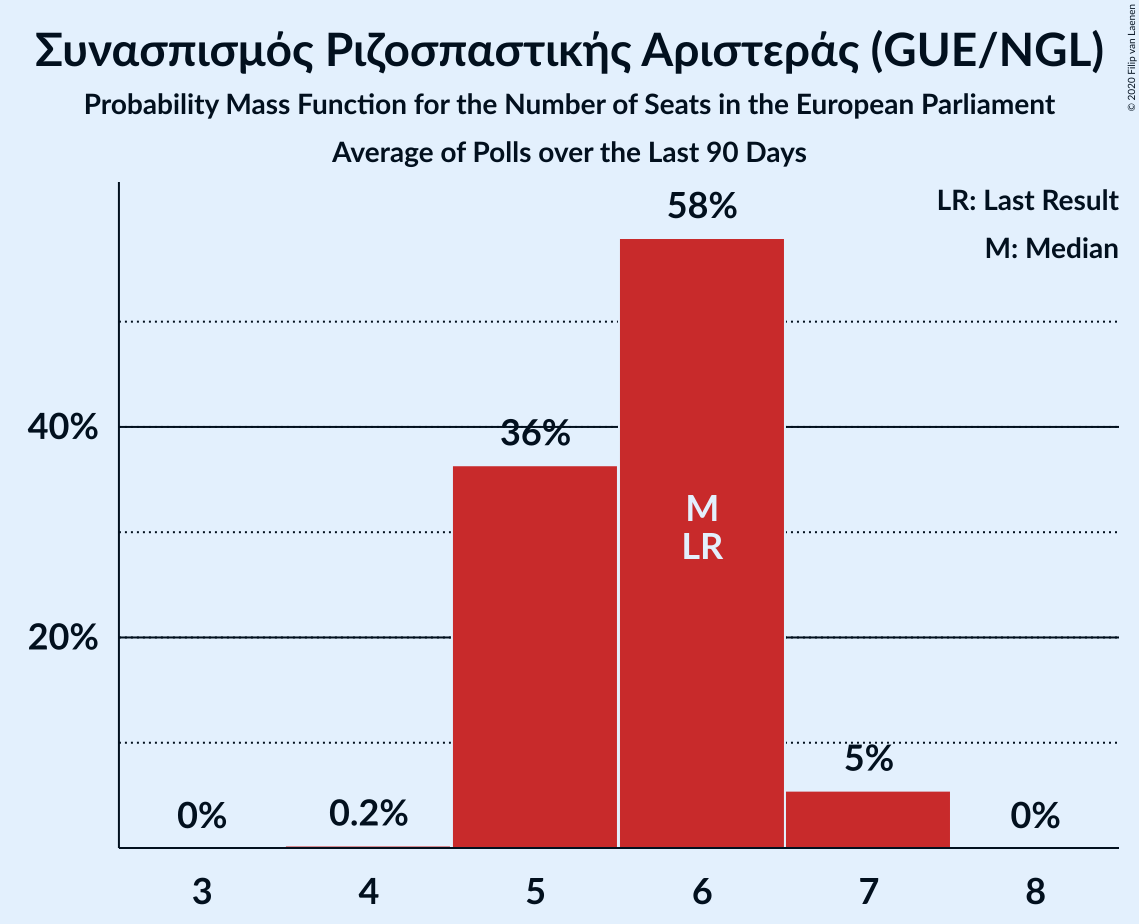 Συνασπισμός Ριζοσπαστικής Αριστεράς (GUE/NGL)
Probability Mass Function for the Number of Seats in the European Parliament
Average of Polls over the Last 90 Days
© 2020 Filip van Laenen
LR: Last Result
M: Median
58%
40%
36%
M
LR
20%
5%
0%
0.2%
0%
3
4
5
6
7
8